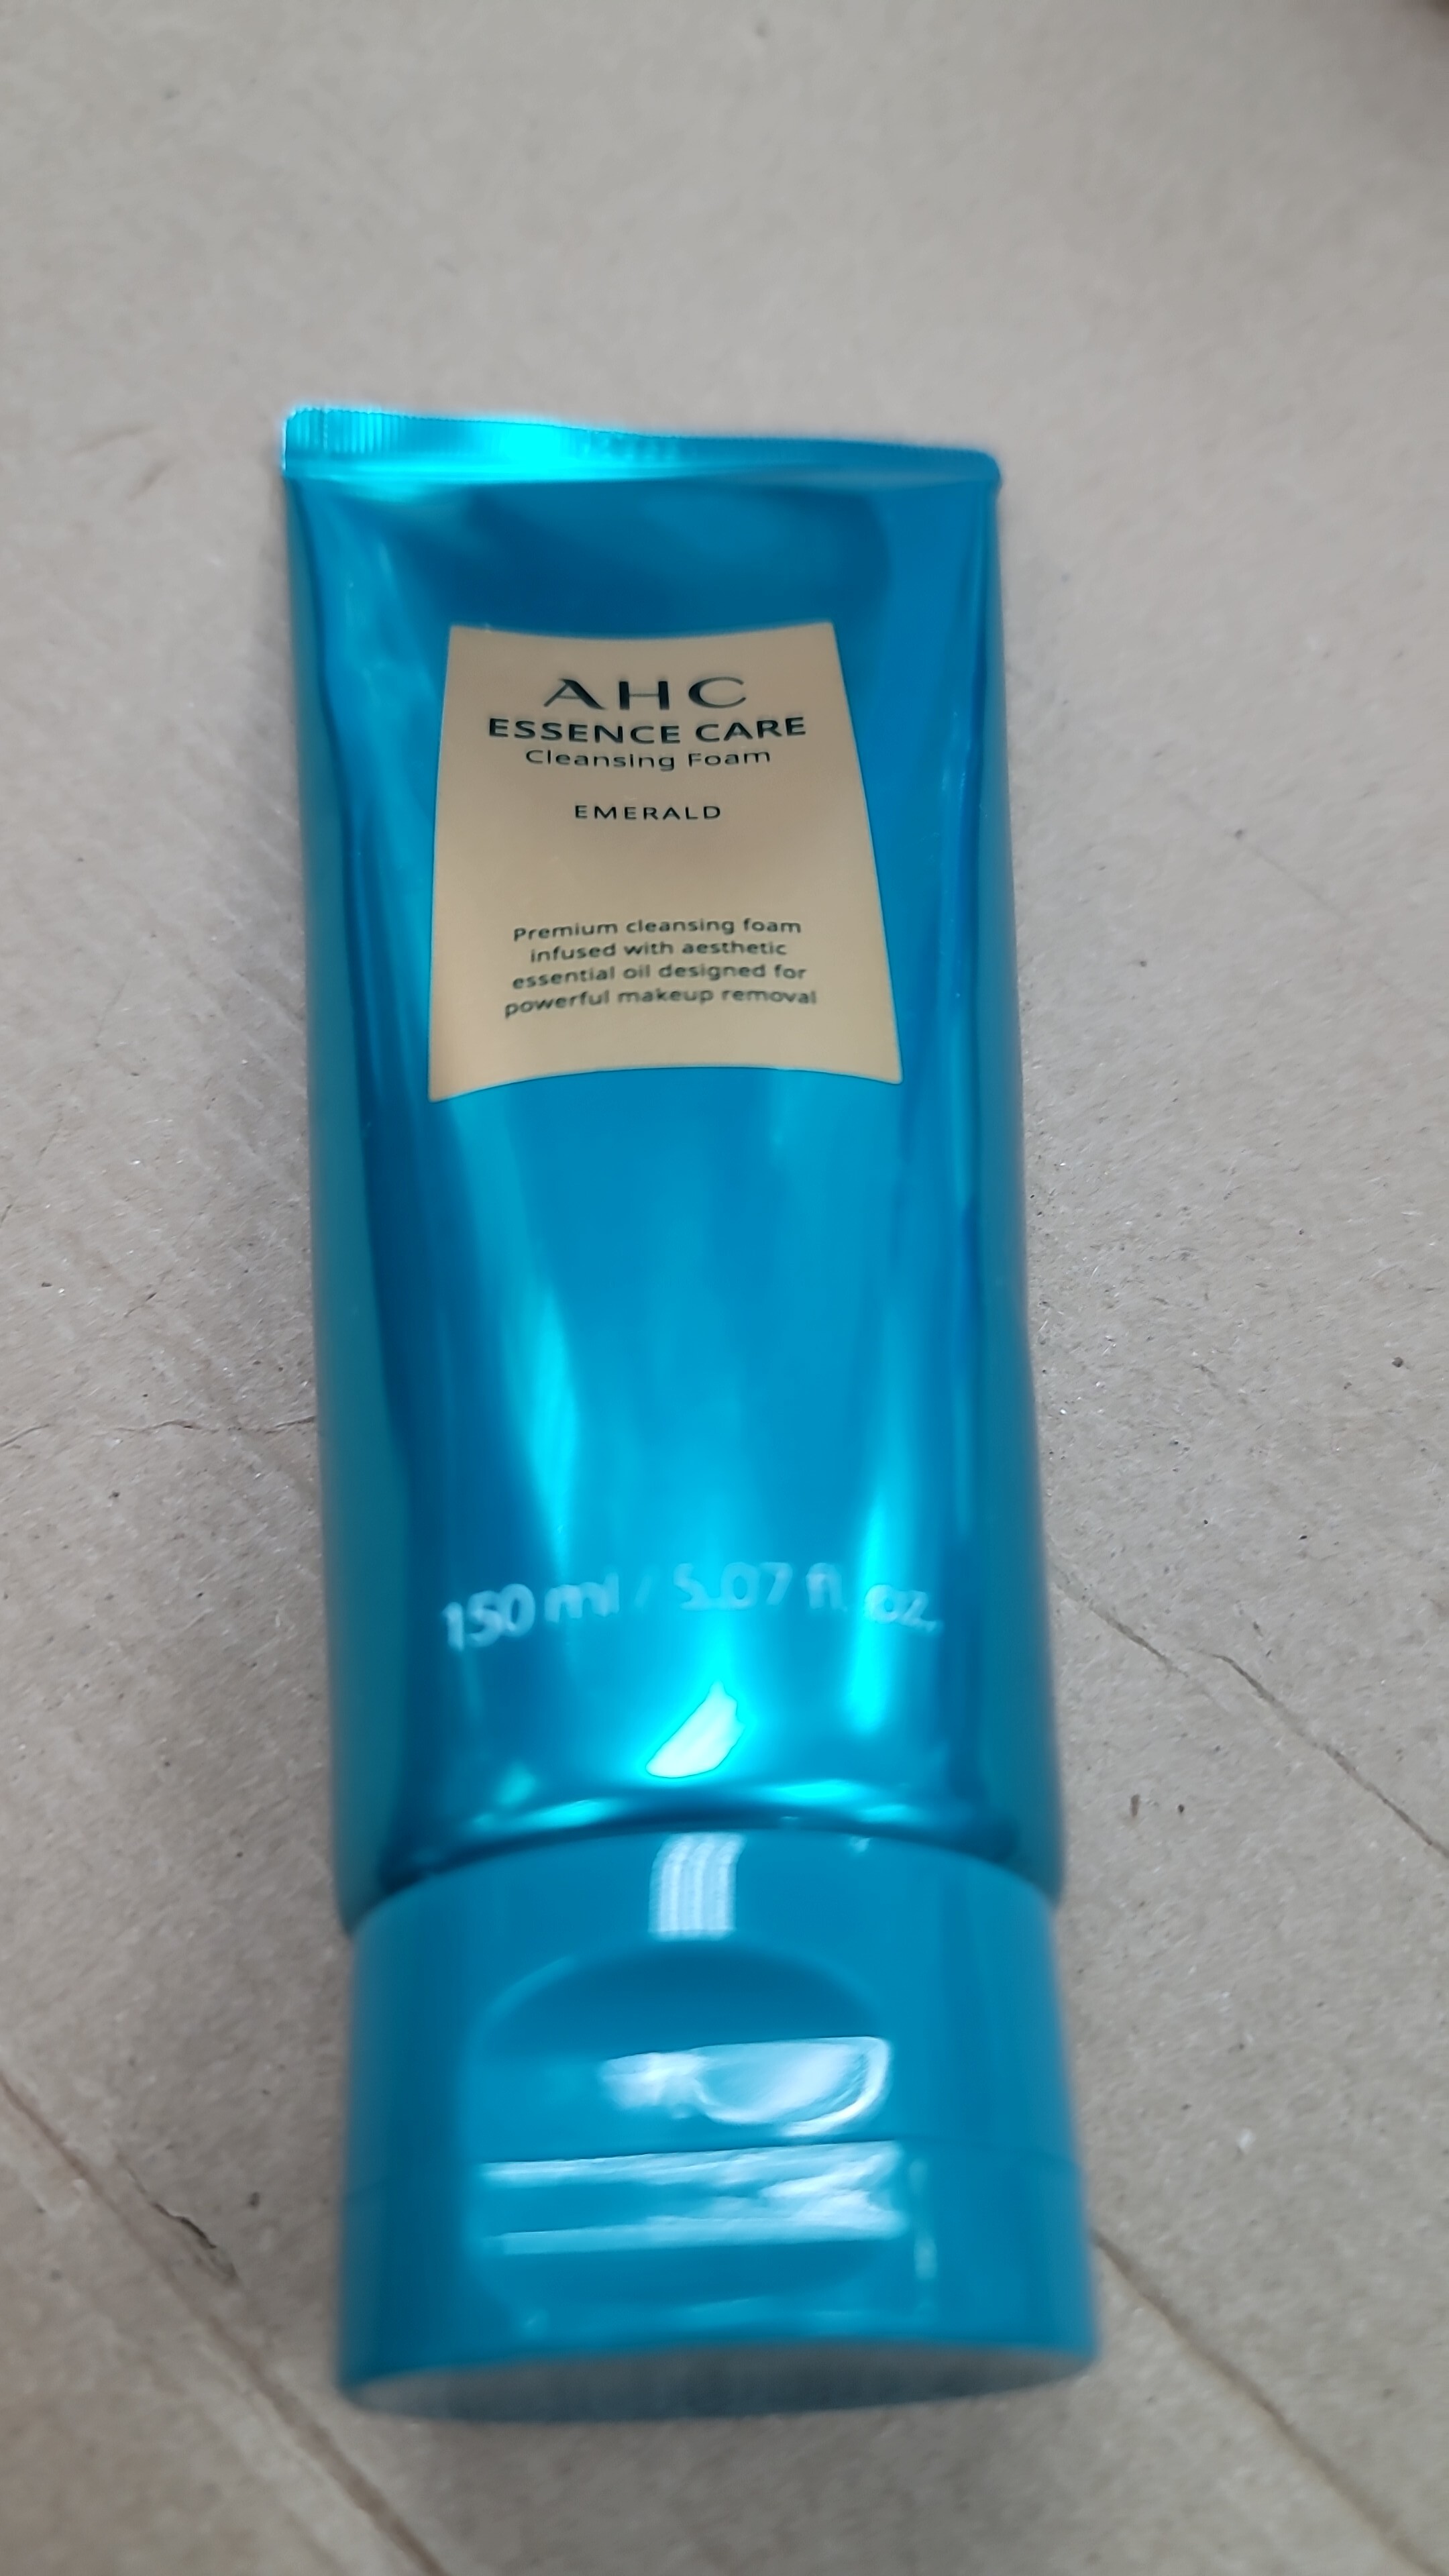 AHC
ESSENCE CARE
Cleansing Foam
EMERALD
Premium cleansing foam
infused with aesthetic
essential oil designed for
powerful makeup removal
150 ml / 5.07 fl. oz.